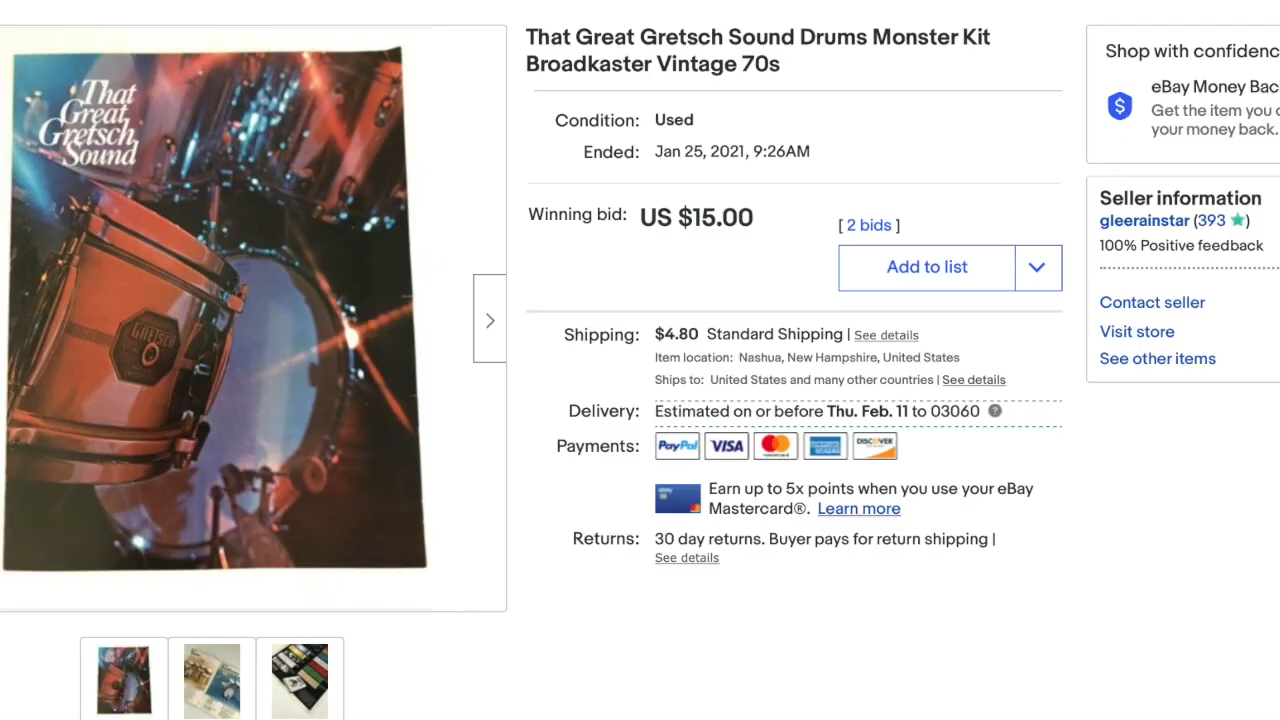 That
Great
Gretsch
Sound
GRETSCH
That Great Gretsch Sound Drums Monster Kit
Broadkaster Vintage 70s
Condition: Used
Ended: Jan 25, 2021, 9:26AM
Winning bid: US $15.00
[ 2 bids ]
Add to list
Shipping: $4.80 Standard Shipping | See details
Item location: Nashua, New Hampshire, United States
Ships to: United States and many other countries | See details
Delivery: Estimated on or before Thu. Feb. 11 to 03060 ?
Payments: PayPal VISA DISCOVER
ebay
Earn up to 5x points when you use your eBay
Mastercard®. Learn more
Returns: 30 day returns. Buyer pays for return shipping |
See details
Shop with confidenc
$
eBay Money Bac
Get the item you
your money back.
Seller information
gleerainstar (393 )
100% Positive feedback
Contact seller
Visit store
See other items